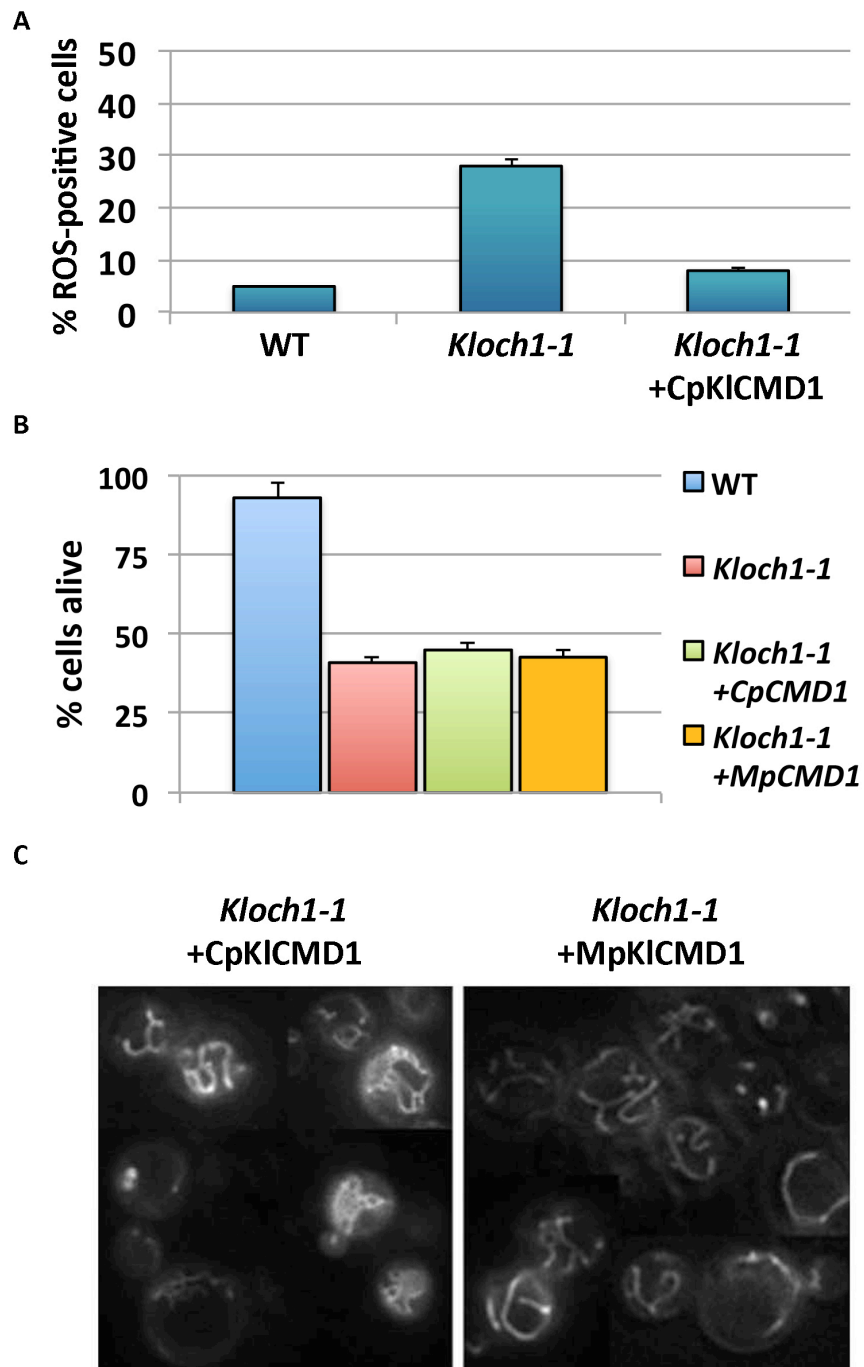 A
% ROS-positive cells
50
40
30
20
10
0
WT
Kloch1-1
Kloch1-1
+CpKlCMD1
B
% cells alive
100
75
50
25
0
WT
Kloch1-1
Kloch1-1
+CpCMD1
Kloch1-1
+MpCMD1
C
Kloch1-1
+CpKlCMD1
Kloch1-1
+MpKlCMD1